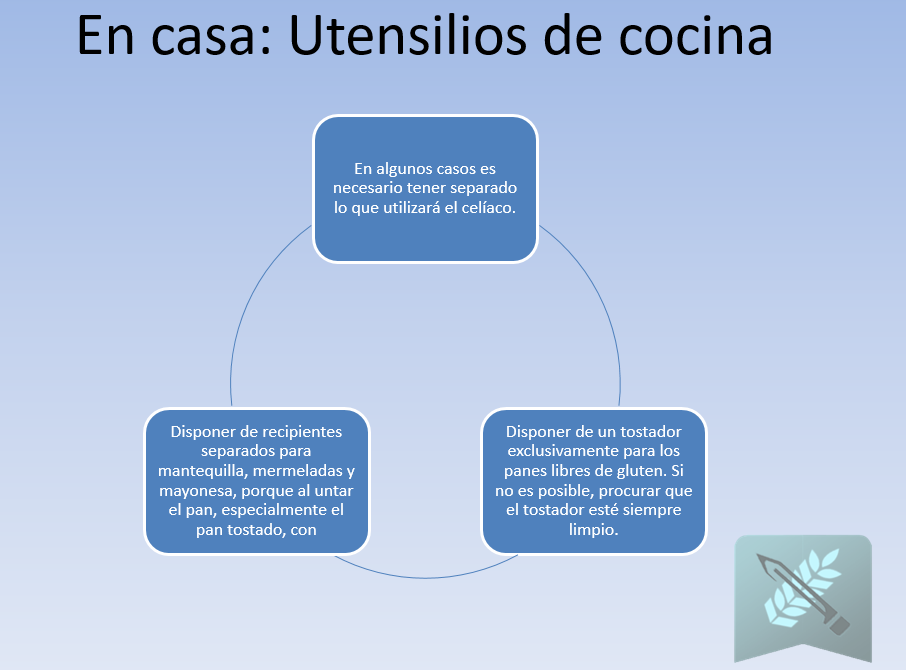 En casa: Utensilios de cocina
En algunos casos es
necesario tener separado
lo que utilizará el celíaco.
Disponer de un tostador
exclusivamente para los
panes libres de gluten. Si
no es posible, procurar que
el tostador esté siempre
limpio.
Disponer de recipientes
separados para
mantequilla, mermeladas y
mayonesa, porque al untar
el pan, especialmente el
pan tostado, con